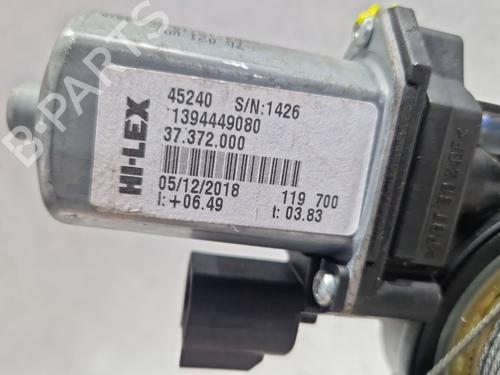 B-PARTS
HI-LEX
45240 S/N:1426
1394449080
37.372.000
05/12/2018 119 700
I:+06.49 t:03.83